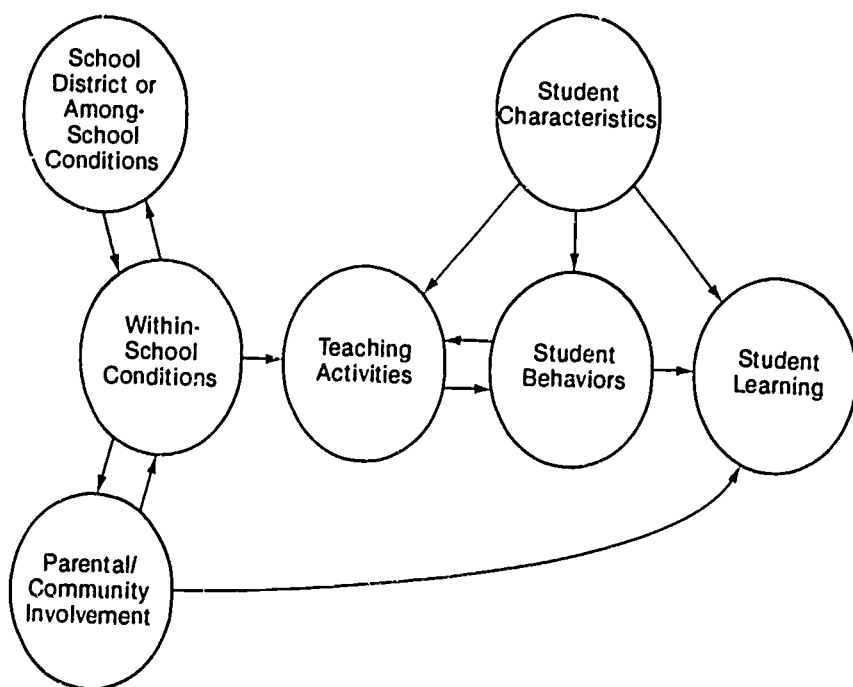 School
District or
Among-
School
Conditions
Student
Characteristics
Within-
School
Conditions
Teaching
Activities
Student
Behaviors
Student
Learning
Parental/
Community
Involvement